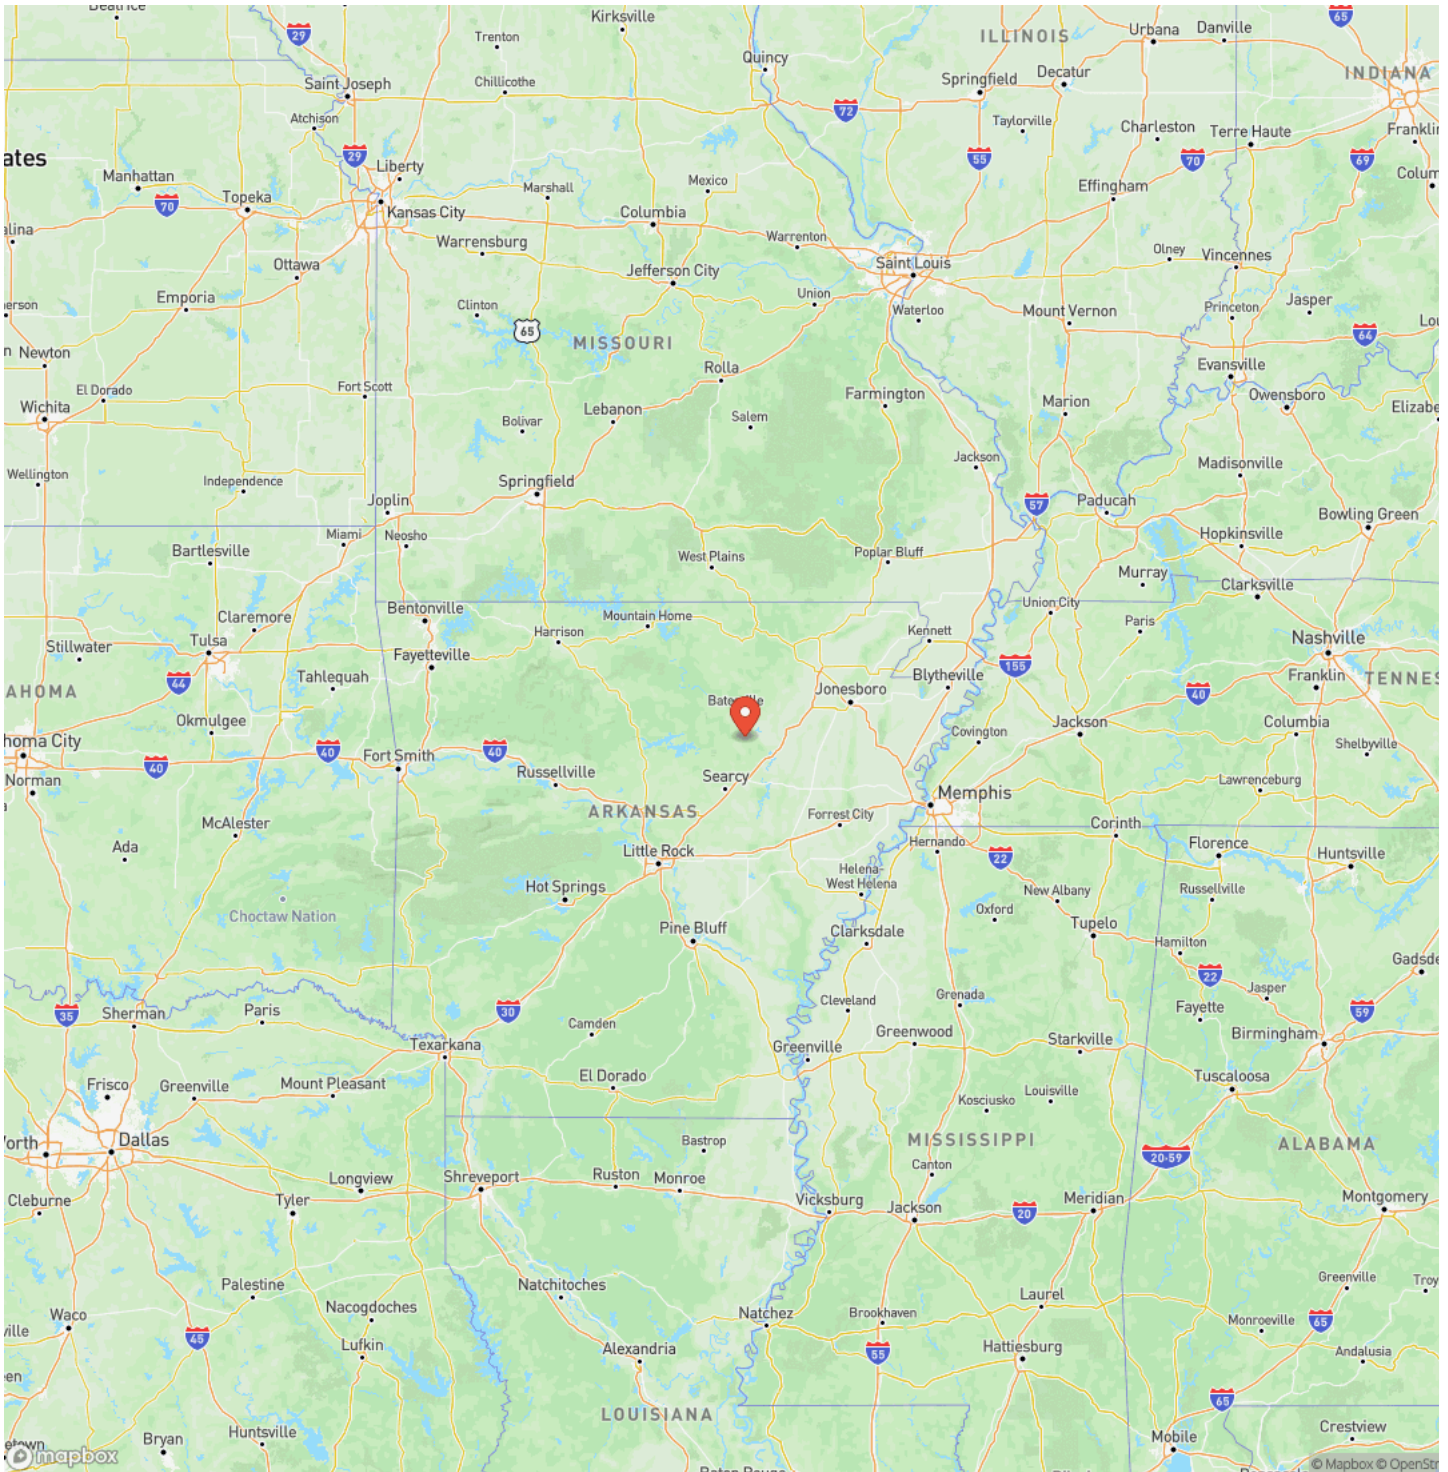 Kirksville
29
Trenton
Quincy
ILLINOIS
Urbana
Danville
65
Saint Joseph
Chillicothe
Springfield
Decatur
INDIANA
Atchison
72
Taylorville
Charleston
Terre Haute
ates
29
Liberty
55
70
69
Manhattan
Topeka
Marshall
Mexico
Effingham
70
Kansas City
Columbia
Warrensburg
Warrenton
Olney
Vincennes
Ottawa
Jefferson City
Saint Louis
Emporia
Clinton
Union
Waterloo
Mount Vernon
Princeton
Jasper
65
MISSOURI
64
Newton
Rolla
Evansville
El Dorado
Fort Scott
Farmington
Owensboro
Wichita
Lebanon
Salem
Marion
Bolivar
Jackson
Madisonville
Wellington
Independence
Springfield
Joplin
57
Paducah
Bowling Green
Miami
Neosho
Hopkinsville
Bartlesville
West Plains
Poplar Bluff
Murray
Clarksville
Claremore
Bentonville
Mountain Home
Union City
Harrison
Kennett
Paris
Stillwater
Tulsa
Fayetteville
155
Nashville
44
Tahlequah
Jonesboro
Blytheville
40
Franklin
TENNES
AHOMA
Okmulgee
Jackson
Columbia
homa City
40
40
40
Fort Smith
Covington
Shelbyville
Norman
Russellville
Searcy
Lawrenceburg
McAlester
ARKANSAS
Forrest City
Memphis
Corinth
Ada
Little Rock
Hernando
22
Florence
Huntsville
Hot Springs
Helena-
West Helena
New Albany
Russellville
Choctaw Nation
Oxford
Tupelo
Pine Bluff
Clarksdale
Hamilton
22
Gadsde
35
Sherman
Paris
30
Camden
Cleveland
Grenada
Jasper
Fayette
59
Texarkana
Greenville
Greenwood
Starkville
Birmingham
Frisco
Greenville
Mount Pleasant
El Dorado
Tuscaloosa
Kosciusko
Louisville
Dallas
Bastrop
MISSISSIPPI
20-59
ALABAMA
Cleburne
Longview
Shreveport
Ruston
Monroe
Canton
Tyler
Vicksburg
Jackson
20
Meridian
Montgomery
Palestine
Natchitoches
Laurel
Greenville
Troy
Waco
Nacogdoches
Natchez
Brookhaven
Monroeville
65
45
Lufkin
Alexandria
55
Hattiesburg
Andalusia
LOUISIANA
65
Bryan
Huntsville
Mobile
Crestview
mapbox
© Mapbox © OpenStr